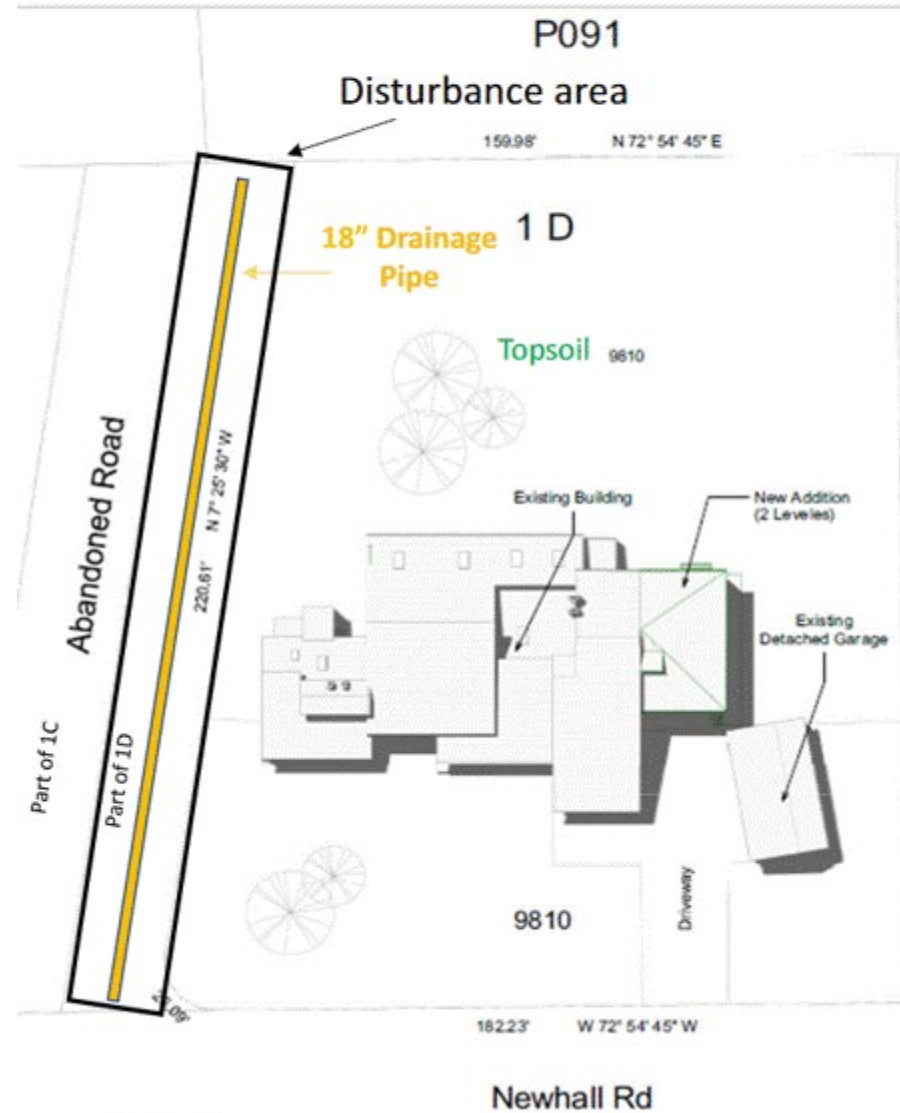 P091
Disturbance area
159.98' N 72° 54' 45" E
1 D
18” Drainage
Pipe
Topsoil 9810
Abandoned Road
220.61' N 7° 25' 30" W
Existing Building
New Addition
(2 Leveles)
Existing
Detached Garage
Part of 1C
Part of 1D
9810
Driveway
182.23' W 72° 54' 45" W
Newhall Rd